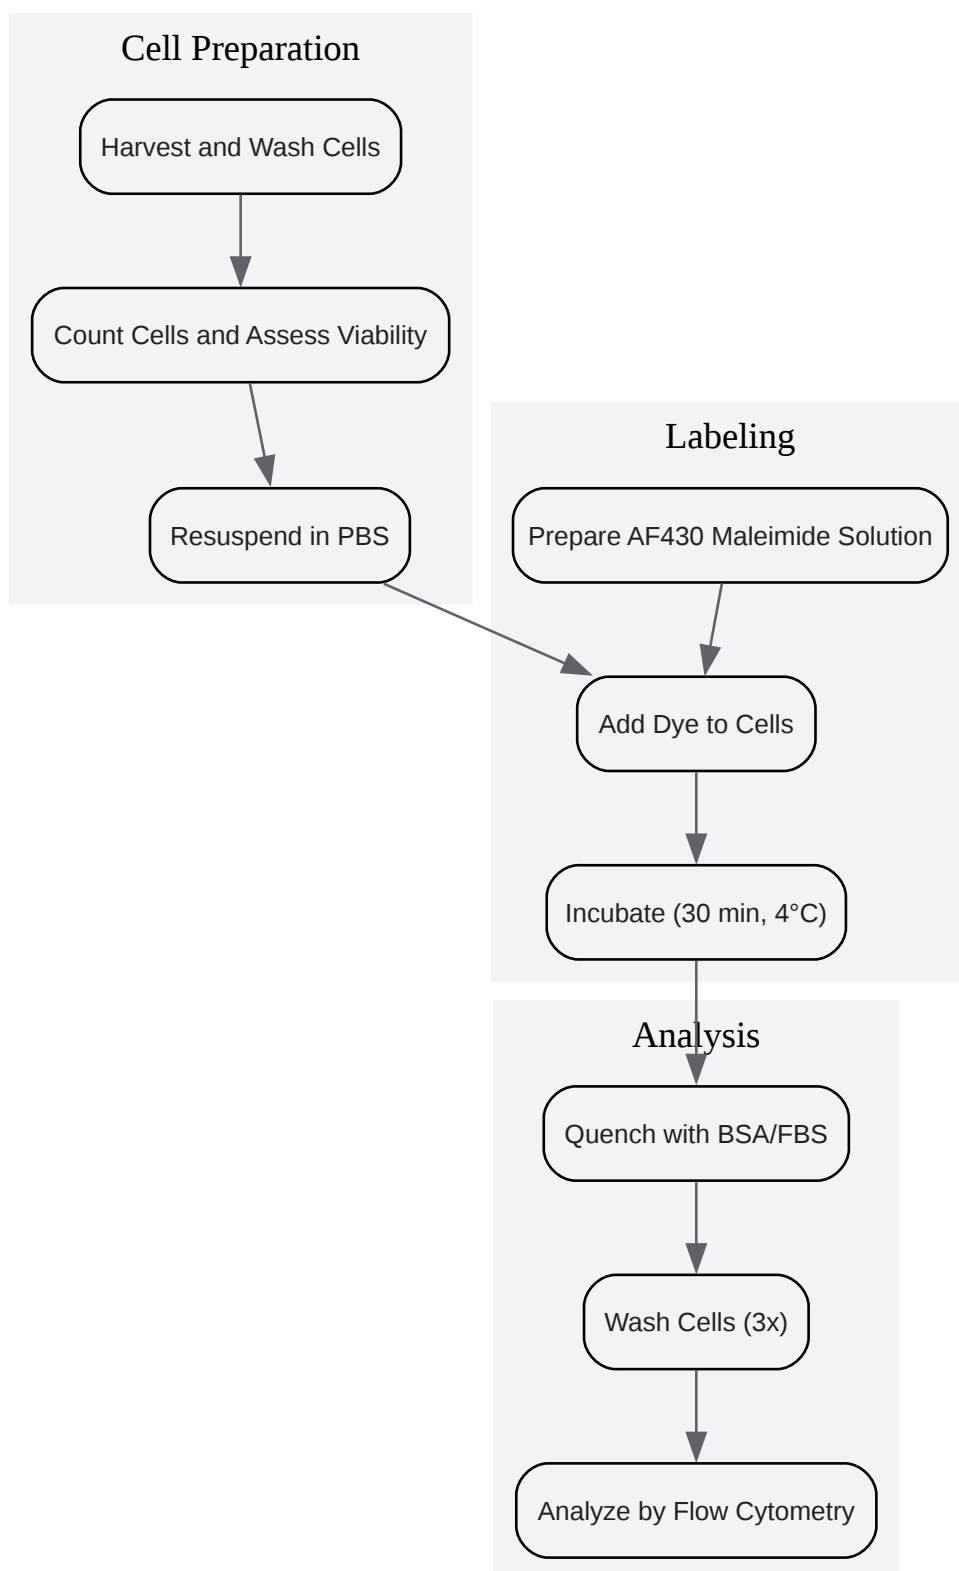 Cell Preparation
Harvest and Wash Cells
Count Cells and Assess Viability
Resuspend in PBS
Labeling
Prepare AF430 Maleimide Solution
Add Dye to Cells
Incubate (30 min, 4°C)
Analysis
Quench with BSA/FBS
Wash Cells (3x)
Analyze by Flow Cytometry